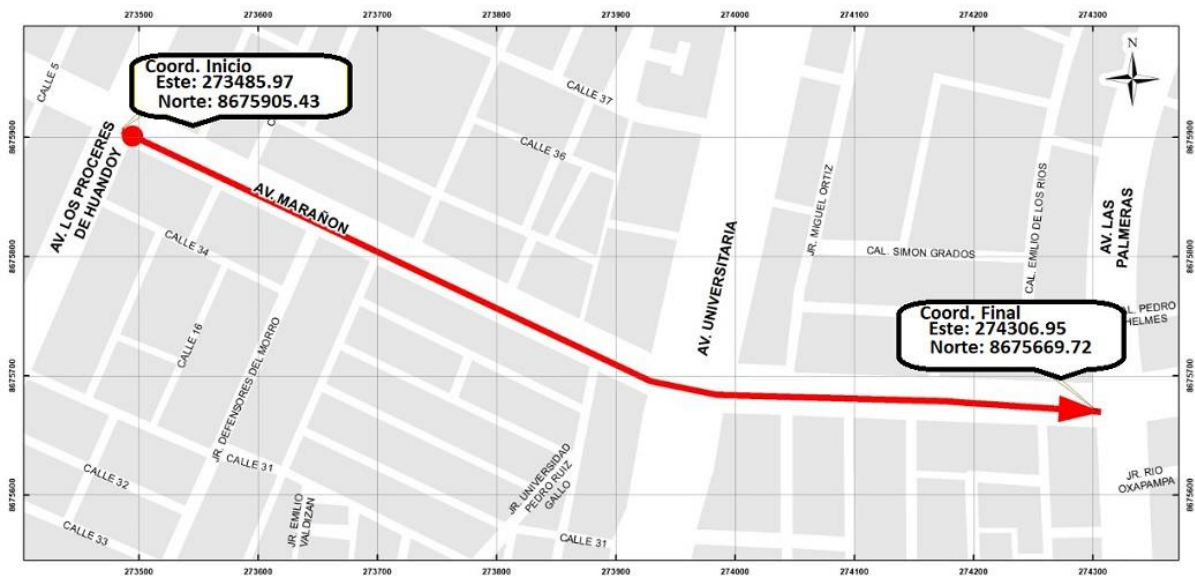 273500 273600 273700 273800 273900 274000 274100 274200 274300
CALLE 5
Coord. Inicio
Este: 273485.97
Norte: 8675905.43
N
CALLE 37
8675900
8675900
CALLE 36
AV. LOS PROCERES
DE HUANDOY
AV. MARAÑON
CALLE 34
JR. MIGUEL ORTIZ
CAL. EMILIO DE LOS RIOS
AV. LAS
PALMERAS
8675800
8675800
CAL. SIMON GRADOS
AV. UNIVERSITARIA
Coord. Final
Este: 274306.95
Norte: 8675669.72
AL. PEDRO
HELMES
CALLE 16
JR. DEFENSORES DEL MORRO
8675700
8675700
CALLE 31
CALLE 32
JR. EMILIO
VALDIZAN
JR. UNIVERSIDAD
PEDRO RUIZ
GALLO
JR. RIO
OXAPAMPA
8675600
8675600
CALLE 33
CALLE 31
273500 273600 273700 273800 273900 274000 274100 274200 274300